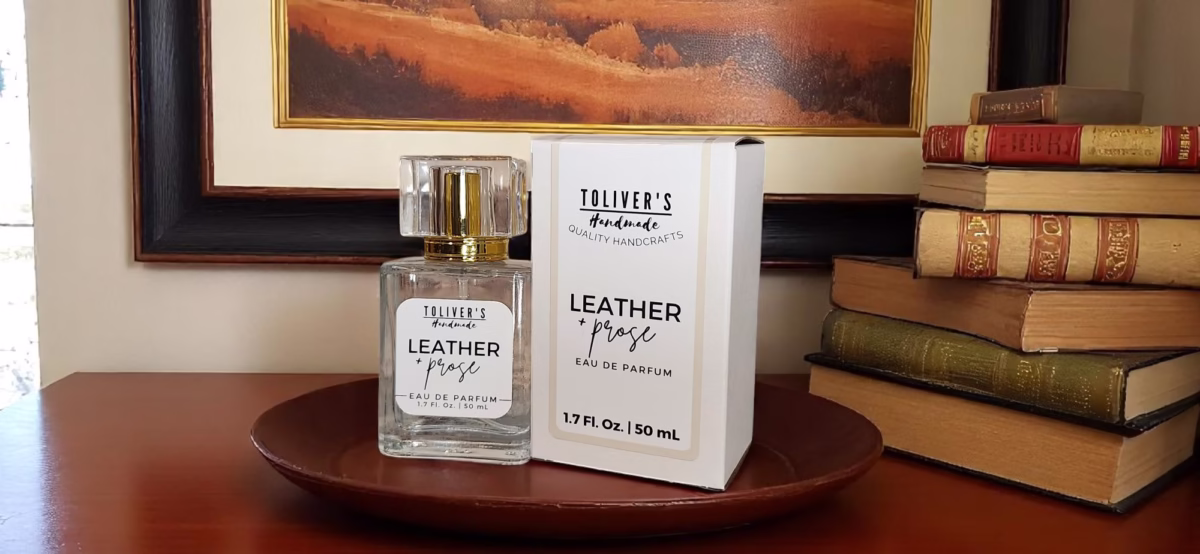 TOLIVER'S
Handmade
LEATHER
+ prose
EAU DE PARFUM
1.7 Fl. Oz. | 50 mL
TOLIVER'S
Handmade
QUALITY HANDCRAFTS
LEATHER
+ prose
EAU DE PARFUM
1.7 Fl. Oz. | 50 mL